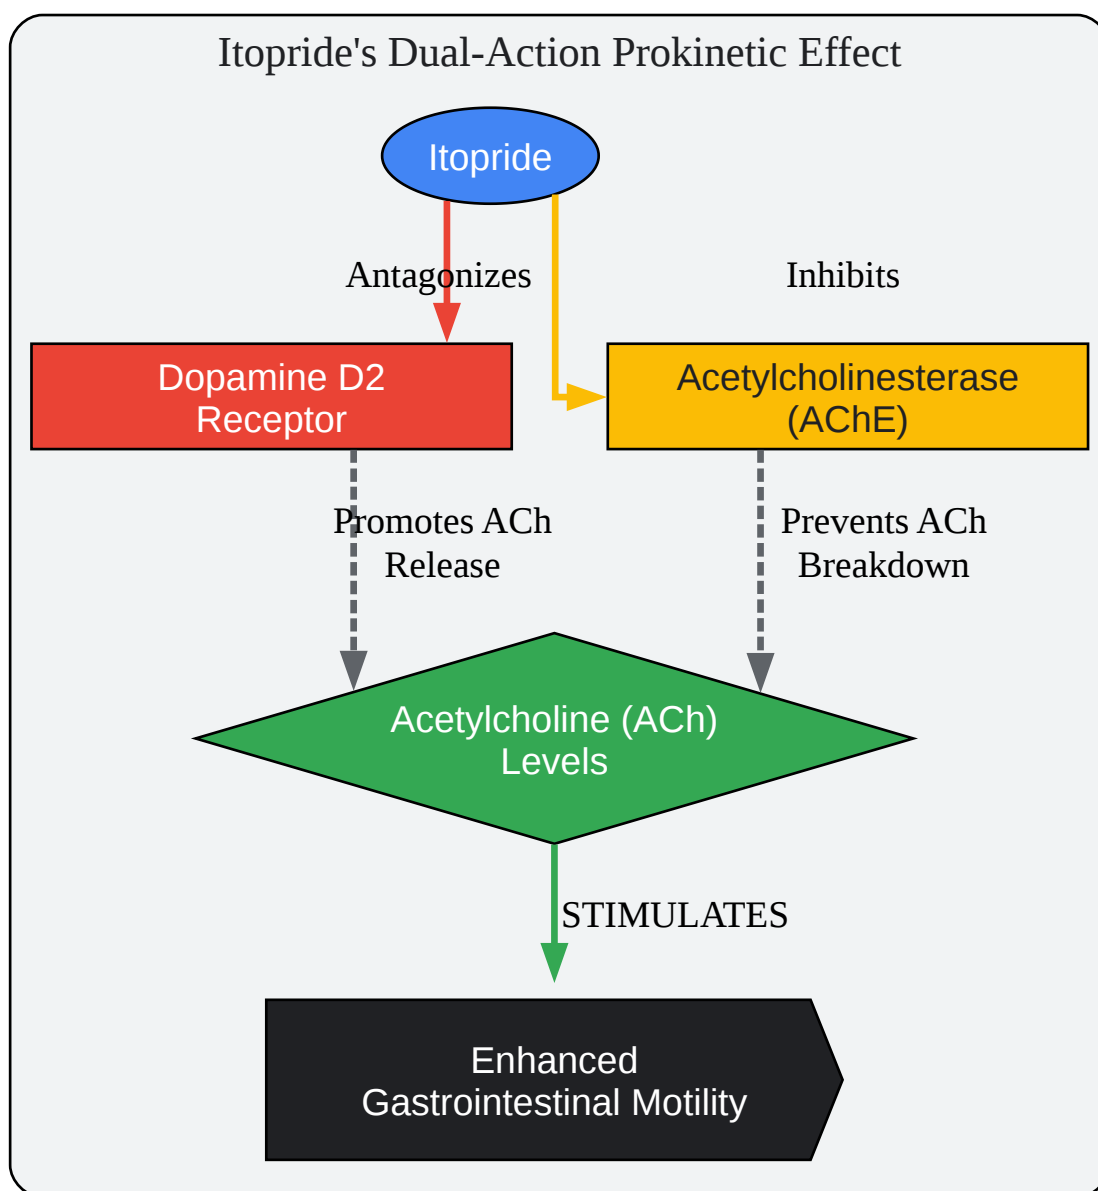 Itopride's Dual-Action Prokinetic Effect
Itopride
Antagonizes
Inhibits
Dopamine D2
Receptor
Acetylcholinesterase
(AChE)
Promotes ACh
Release
Prevents ACh
Breakdown
Acetylcholine (ACh)
Levels
STIMULATES
Enhanced
Gastrointestinal Motility